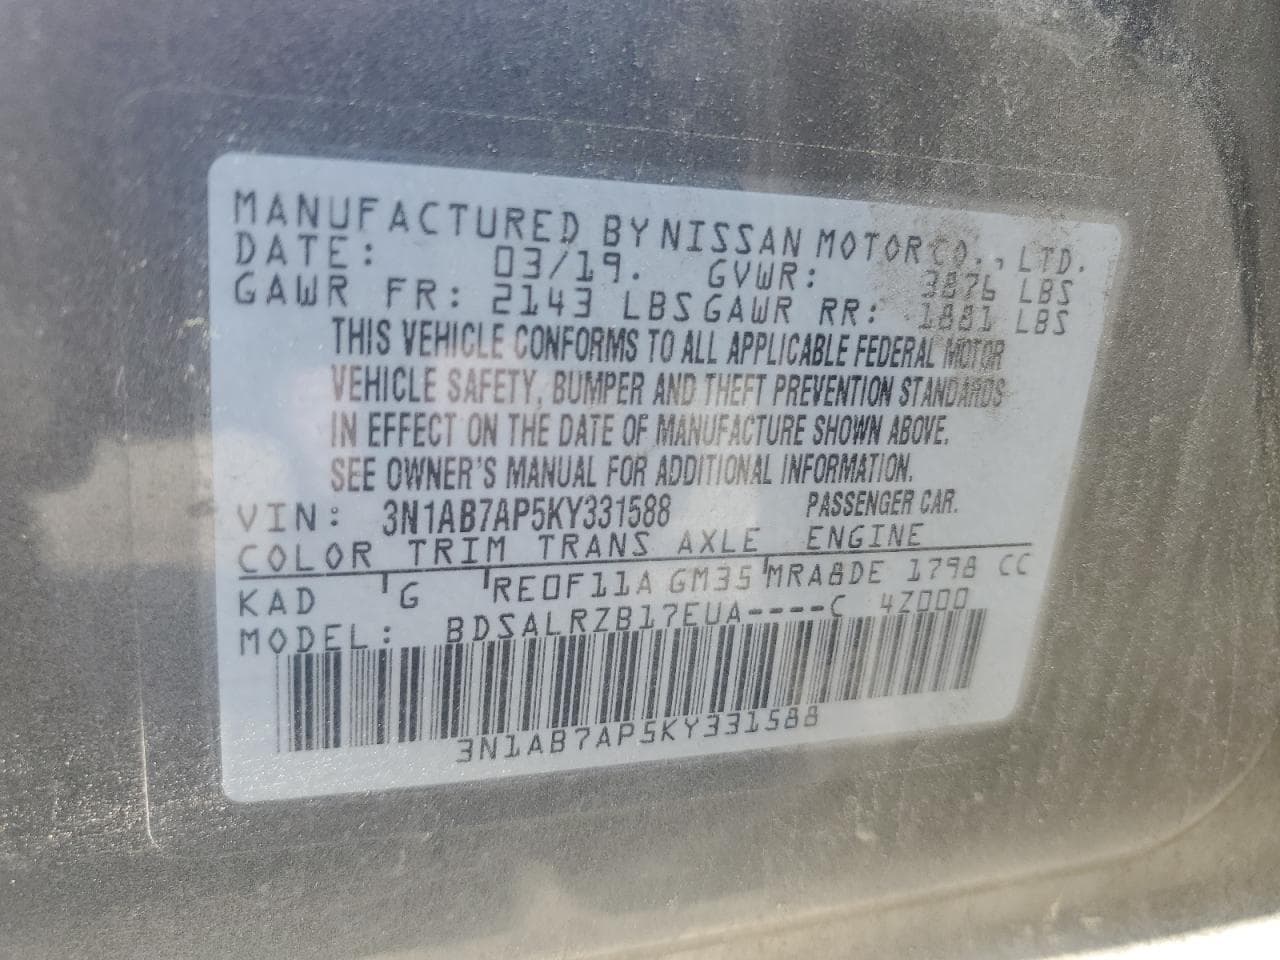 MANUFACTURED BY NISSAN MOTOR CO., LTD.
DATE: 03/19. GVWR: 3876 LBS
GAWR FR: 2143 LBS GAWR RR: 1881 LBS
THIS VEHICLE CONFORMS TO ALL APPLICABLE FEDERAL MOTOR
VEHICLE SAFETY, BUMPER AND THEFT PREVENTION STANDARDS
IN EFFECT ON THE DATE OF MANUFACTURE SHOWN ABOVE.
SEE OWNER'S MANUAL FOR ADDITIONAL INFORMATION.
VIN: 3N1AB7AP5KY331588 PASSENGER CAR.
COLOR TRIM TRANS AXLE ENGINE
KAD G RE0F11A GM35 MRA8DE 1798 CC
MODEL: BDSALRZB17EUA----C 4Z000
3N1AB7AP5KY331588